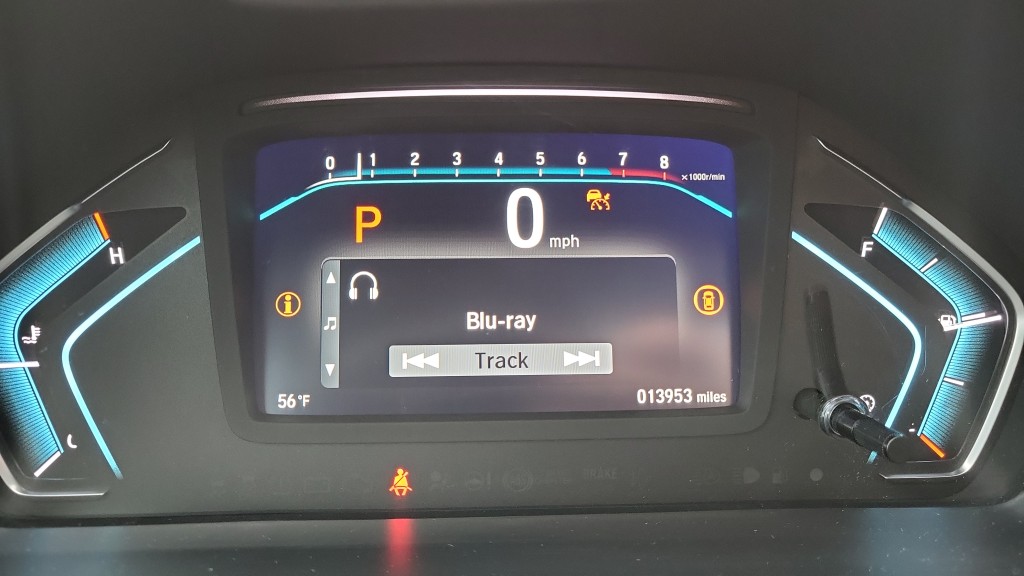 0 1 2 3 4 5 6 7 8 ×1000r/min
P 0 mph
H
F
Blu-ray
Track
56°F
013953 miles
C
BRAKE